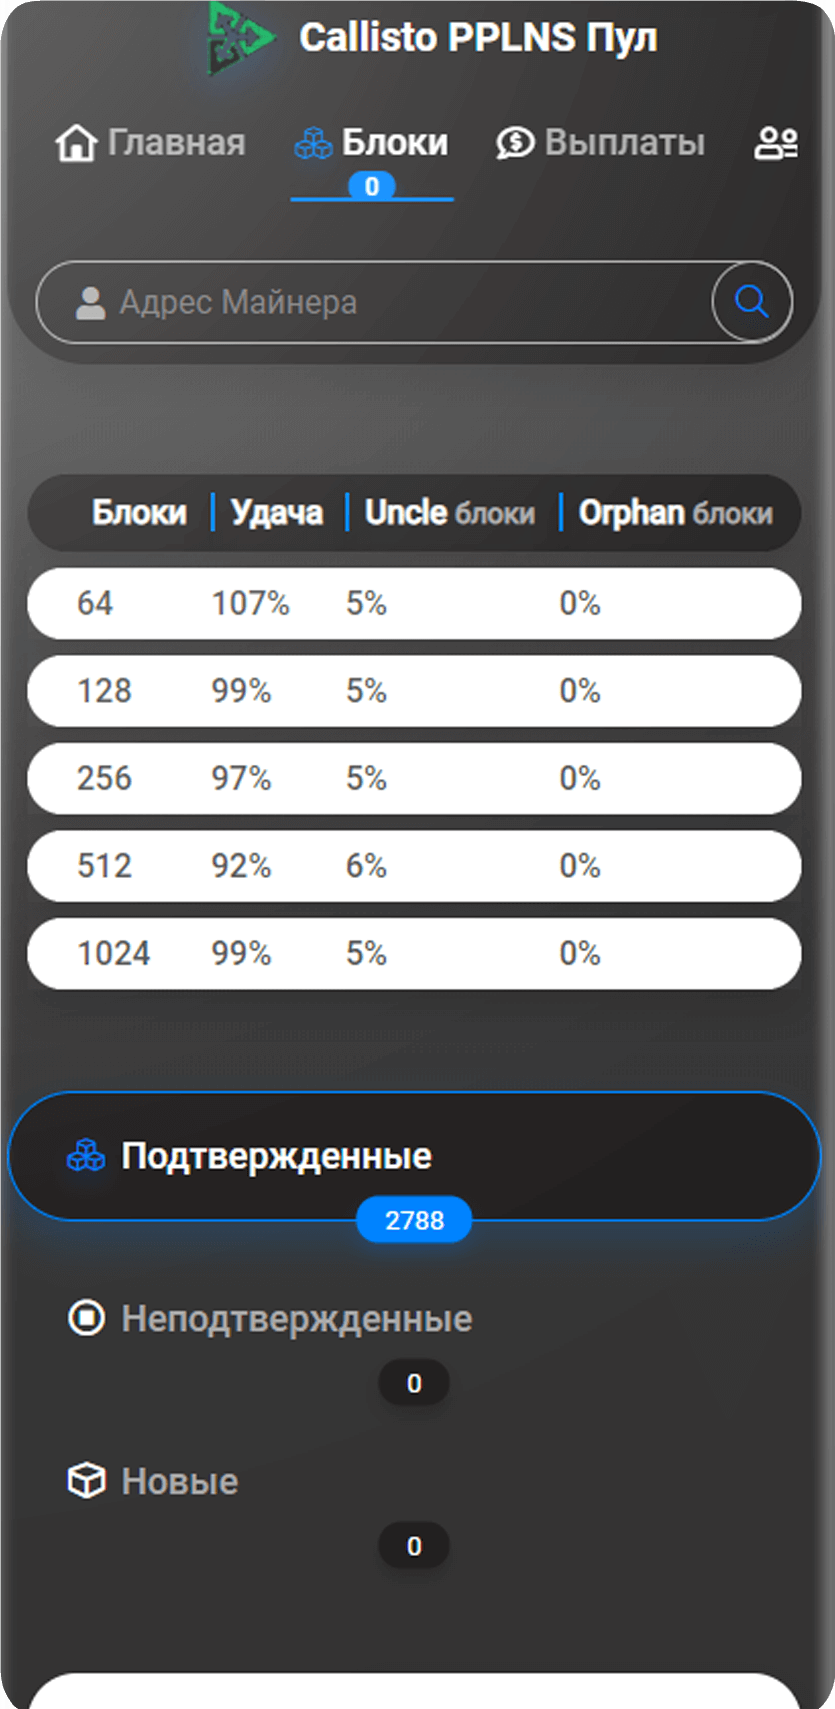 Callisto PPLNS Пул
Главная Блоки Выплаты
0
Адрес Майнера
Блоки Удача Uncle блоки Orphan блоки
64 107% 5% 0%
128 99% 5% 0%
256 97% 5% 0%
512 92% 6% 0%
1024 99% 5% 0%
Подтвержденные
2788
Неподтвержденные
0
Новые
0